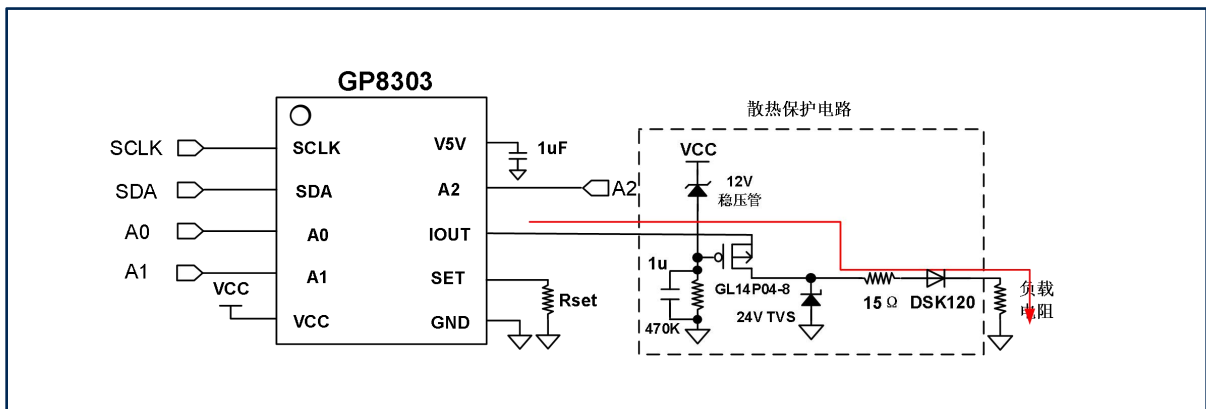 GP8303
散热保护电路
SCLK
SCLK
V5V
1uF
VCC
SDA
SDA
A2
A2
12V
稳压管
A0
A0
IOUT
A1
A1
SET
Rset
1u
GL14P04-8
VCC
VCC
GND
470K
24V TVS
15Ω
DSK120
负载
电阻